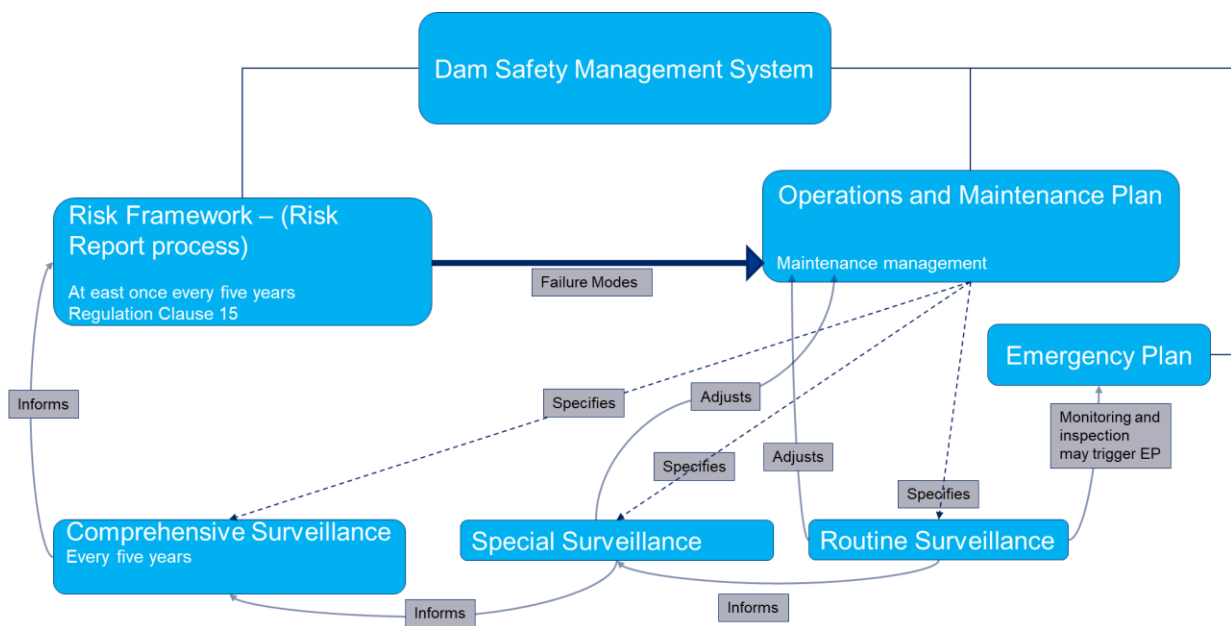 Dam Safety Management System
Risk Framework – (Risk
Report process)
At east once every five years
Regulation Clause 15
Operations and Maintenance Plan
Maintenance management
Failure Modes
Emergency Plan
Informs
Specifies
Adjusts
Specifies
Adjusts
Monitoring and
inspection
may trigger EP
Specifies
Comprehensive Surveillance
Every five years
Special Surveillance
Routine Surveillance
Informs
Informs